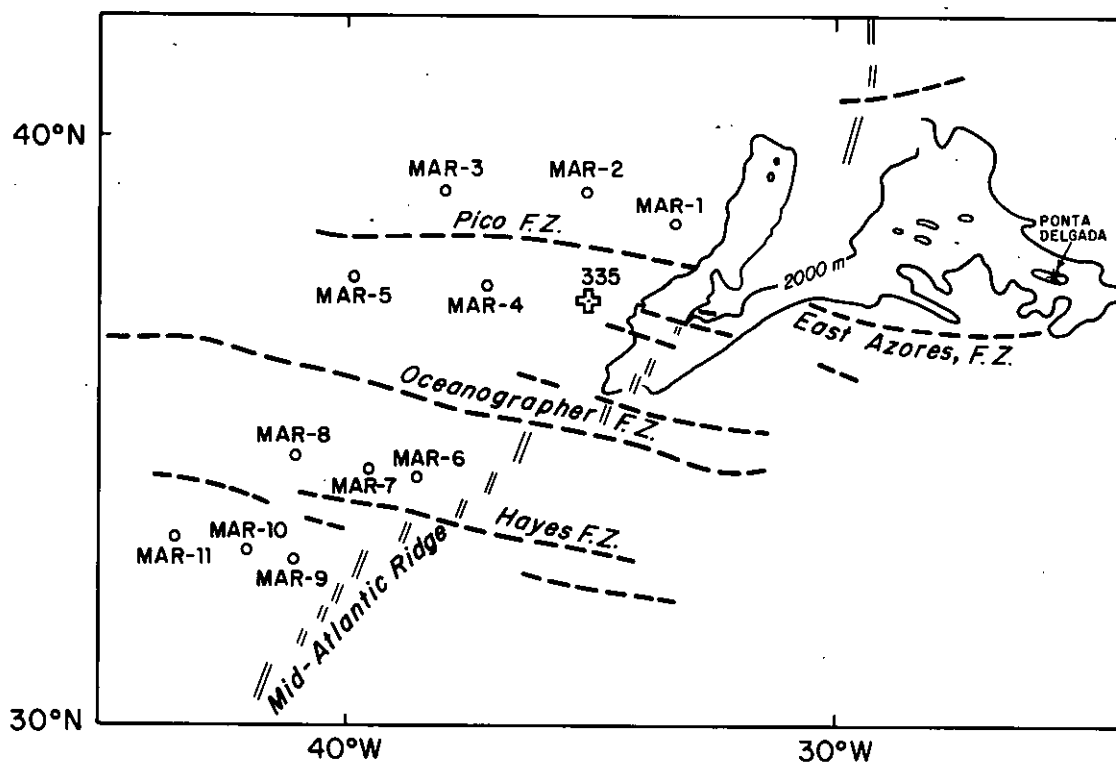 40°N
MAR-3
MAR-2
MAR-1
Pico F.Z.
PONTA
DELGADA
335
2000 m
MAR-5
MAR-4
East Azores, F.Z.
Oceanographer F.Z.
MAR-8
MAR-6
MAR-7
Hayes F.Z.
MAR-10
MAR-11
MAR-9
Mid-Atlantic Ridge
30°N
40°W
30°W